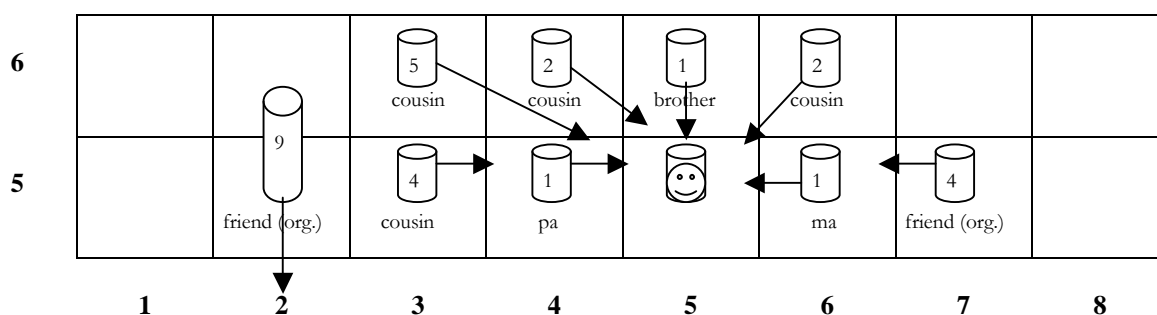 6
5 2 1 2
cousin cousin brother cousin
9
5
4 1 1 4
friend (org.) cousin pa ma friend (org.)
1 2 3 4 5 6 7 8